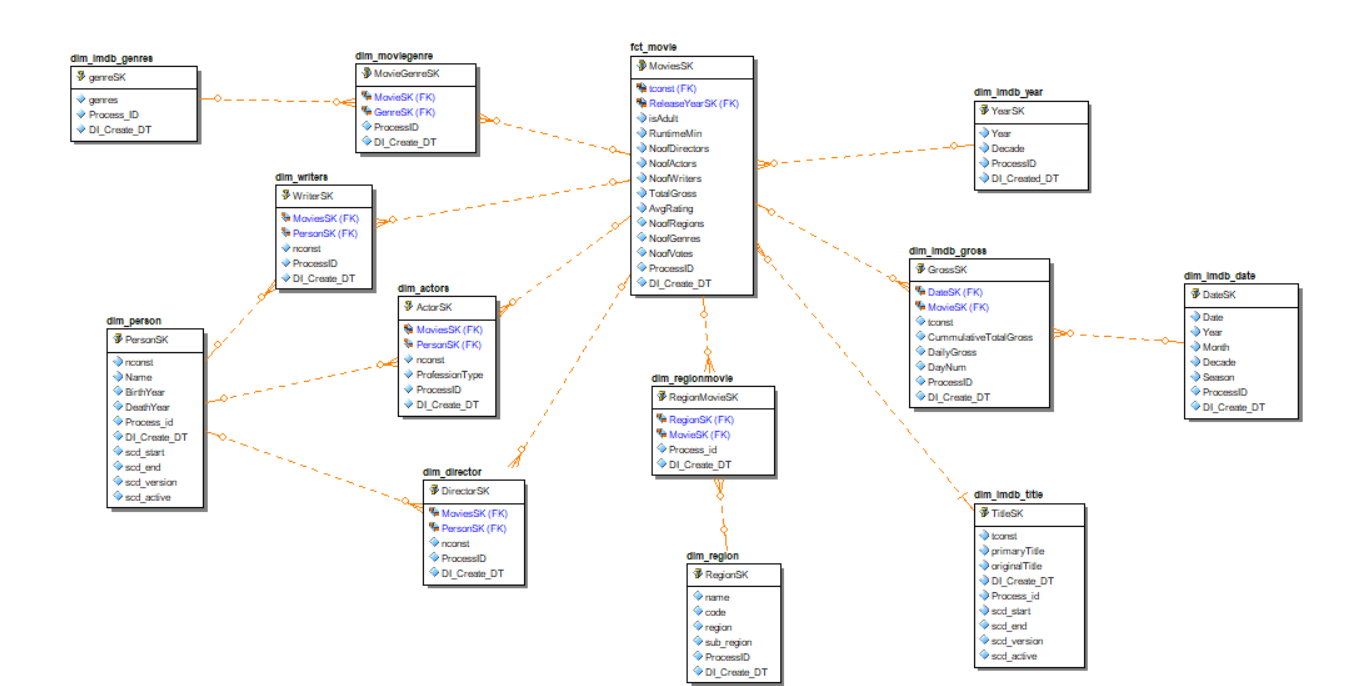 dim_imdb_genres
genreSK
genres
Process_ID
DI_Create_DT
dim_moviegenre
MovieGenreSK
MovieSK (FK)
GenreSK (FK)
ProcessID
DI_Create_DT
fct_movie
MoviesSK
tconst (FK)
ReleaseYearSK (FK)
isAdult
RuntimeMin
NoofDirectors
NoofActors
NoofWriters
TotalGross
AvgRating
NoofRegions
NoofGenres
NoofVotes
ProcessID
DI_Create_DT
dim_imdb_year
YearSK
Year
Decade
ProcessID
DI_Created_DT
dim_writers
WriterSK
MoviesSK (FK)
PersonSK (FK)
nconst
ProcessID
DI_Create_DT
dim_actors
ActorSK
MoviesSK (FK)
PersonSK (FK)
nconst
ProfessionType
ProcessID
DI_Create_DT
dim_imdb_gross
GrossSK
DateSK (FK)
MovieSK (FK)
tconst
CummulativeTotalGross
DailyGross
DayNum
ProcessID
DI_Create_DT
dim_imdb_date
DateSK
Date
Year
Month
Decade
Season
ProcessID
DI_Create_DT
dim_person
PersonSK
nconst
Name
BirthYear
DeathYear
Process_id
DI_Create_DT
scd_start
scd_end
scd_version
scd_active
dim_regionmovie
RegionMovieSK
RegionSK (FK)
MovieSK (FK)
Process_id
DI_Create_DT
dim_director
DirectorSK
MoviesSK (FK)
PersonSK (FK)
nconst
ProcessID
DI_Create_DT
dim_region
RegionSK
name
code
region
sub_region
ProcessID
DI_Create_DT
dim_imdb_title
TitleSK
tconst
primaryTitle
originalTitle
DI_Create_DT
Process_id
scd_start
scd_end
scd_version
scd_active